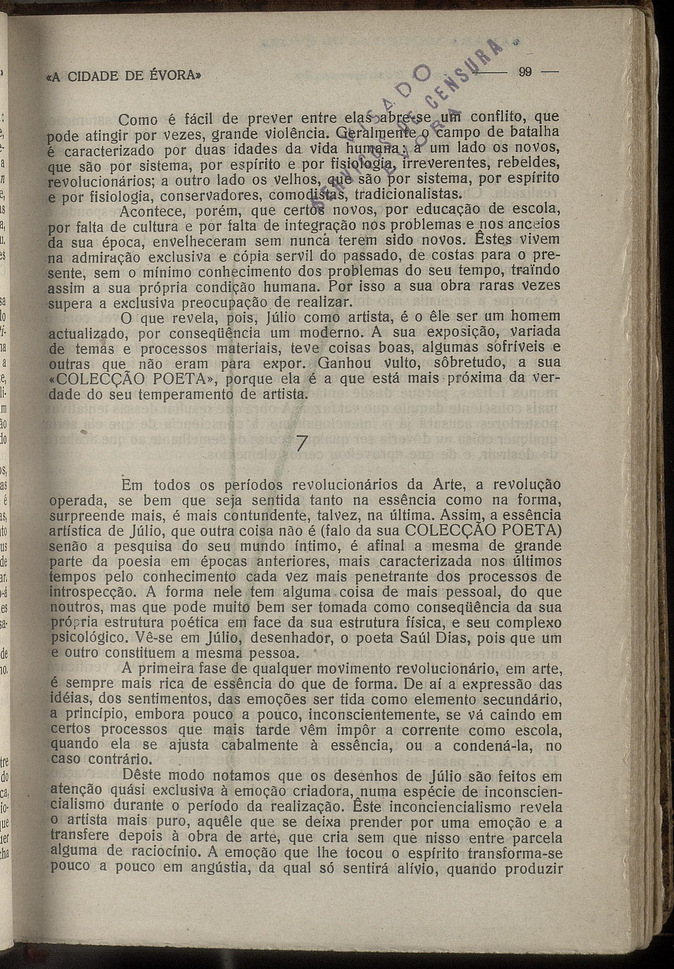 «A CIDADE DE ÉVORA»
— 99 —
VISADO
SERVIÇOS DE CENSURA
EVORA
Como é fácil de prever entre elas abre-se um conflito, que
pode atingir por vezes, grande violência. Geralmente o campo de batalha
é caracterizado por duas idades da vida humana: a um lado os novos,
que são por sistema, por espírito e por fisiologia, irreverentes, rebeldes,
revolucionários; a outro lado os velhos, que são por sistema, por espírito
e por fisiologia, conservadores, comodistas, tradicionalistas.
Acontece, porém, que certos novos, por educação de escola,
por falta de cultura e por falta de integração nos problemas e nos anceios
da sua época, envelheceram sem nunca terem sido novos. Êstes vivem
na admiração exclusiva e cópia servil do passado, de costas para o pre-
sente, sem o mínimo conhecimento dos problemas do seu tempo, traíndo
assim a sua própria condição humana. Por isso a sua obra raras vezes
supera a exclusiva preocupação de realizar.
O que revela, pois, Júlio como artista, é o êle ser um homem
actualizado, por conseqüência um moderno. A sua exposição, variada
de temas e processos materiais, teve coisas boas, algumas sofríveis e
outras que não eram para expor. Ganhou vulto, sôbretudo, a sua
«COLECÇÃO POETA», porque ela é a que está mais próxima da ver-
dade do seu temperamento de artista.
7
Em todos os períodos revolucionários da Arte, a revolução
operada, se bem que seja sentida tanto na essência como na forma,
surpreende mais, é mais contundente, talvez, na última. Assim, a essência
artística de Júlio, que outra coisa não é (falo da sua COLECÇÃO POETA)
senão a pesquisa do seu mundo íntimo, é afinal a mesma de grande
parte da poesia em épocas anteriores, mais caracterizada nos últimos
tempos pelo conhecimento cada vez mais penetrante dos processos de
introspecção. A forma nele tem alguma coisa de mais pessoal, do que
noutros, mas que pode muito bem ser tomada como conseqüência da sua
própria estrutura poética em face da sua estrutura física, e seu complexo
psicológico. Vê-se em Júlio, desenhador, o poeta Saúl Dias, pois que um
e outro constituem a mesma pessoa.
A primeira fase de qualquer movimento revolucionário, em arte,
é sempre mais rica de essência do que de forma. De aí a expressão das
idéias, dos sentimentos, das emoções ser tida como elemento secundário,
a princípio, embora pouco a pouco, inconscientemente, se vá caindo em
certos processos que mais tarde vêm impôr a corrente como escola,
quando ela se ajusta cabalmente à essência, ou a condená-la, no
caso contrário.
Dêste modo notamos que os desenhos de Júlio são feitos em
atenção quási exclusiva à emoção criadora, numa espécie de inconscien-
cialismo durante o período da realização. Êste inconciencialismo revela
o artista mais puro, aquêle que se deixa prender por uma emoção e a
transfere depois à obra de arte, que cria sem que nisso entre parcela
alguma de raciocínio. A emoção que lhe tocou o espírito transforma-se
pouco a pouco em angústia, da qual só sentirá alívio, quando produzir